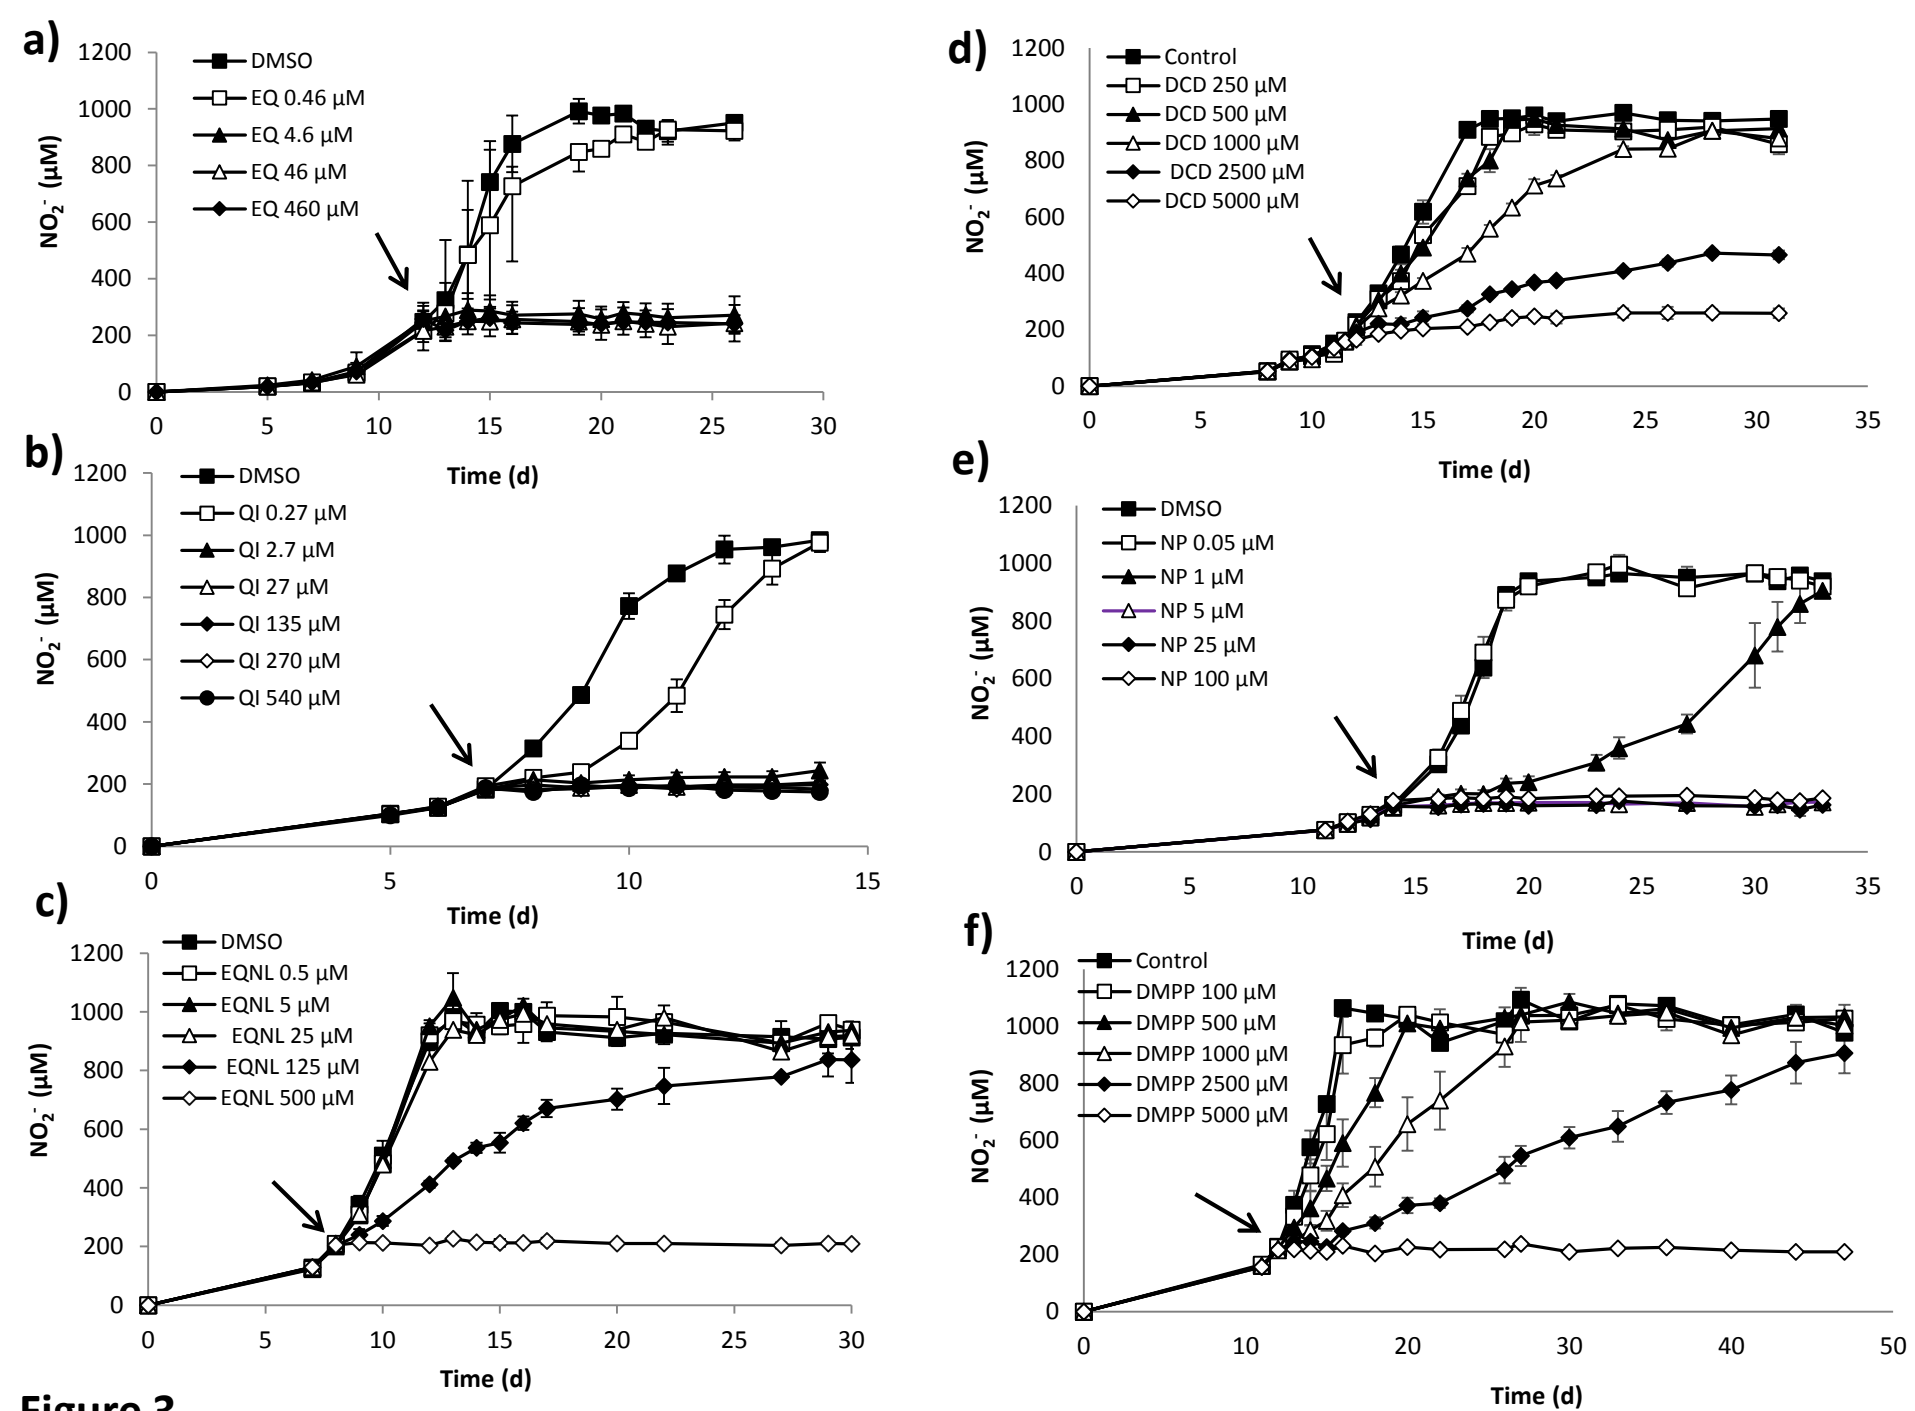 a)
1200
1000
800
600
400
200
0
NO₂⁻ (µM)
DMSO
EQ 0.46 µM
EQ 4.6 µM
EQ 46 µM
EQ 460 µM
0 5 10 15 20 25 30
Time (d)
b)
1200
1000
800
600
400
200
0
NO₂⁻ (µM)
DMSO
QI 0.27 µM
QI 2.7 µM
QI 27 µM
QI 135 µM
QI 270 µM
QI 540 µM
0 5 10 15
Time (d)
c)
1200
1000
800
600
400
200
0
NO₂⁻ (µM)
DMSO
EQNL 0.5 µM
EQNL 5 µM
EQNL 25 µM
EQNL 125 µM
EQNL 500 µM
0 5 10 15 20 25 30
Time (d)
d)
1200
1000
800
600
400
200
0
NO₂⁻ (µM)
Control
DCD 250 µM
DCD 500 µM
DCD 1000 µM
DCD 2500 µM
DCD 5000 µM
0 5 10 15 20 25 30 35
Time (d)
e)
1200
1000
800
600
400
200
0
NO₂⁻ (µM)
DMSO
NP 0.05 µM
NP 1 µM
NP 5 µM
NP 25 µM
NP 100 µM
0 5 10 15 20 25 30 35
Time (d)
f)
1200
1000
800
600
400
200
0
NO₂⁻ (µM)
Control
DMPP 100 µM
DMPP 500 µM
DMPP 1000 µM
DMPP 2500 µM
DMPP 5000 µM
0 10 20 30 40 50
Time (d)
Figure 3